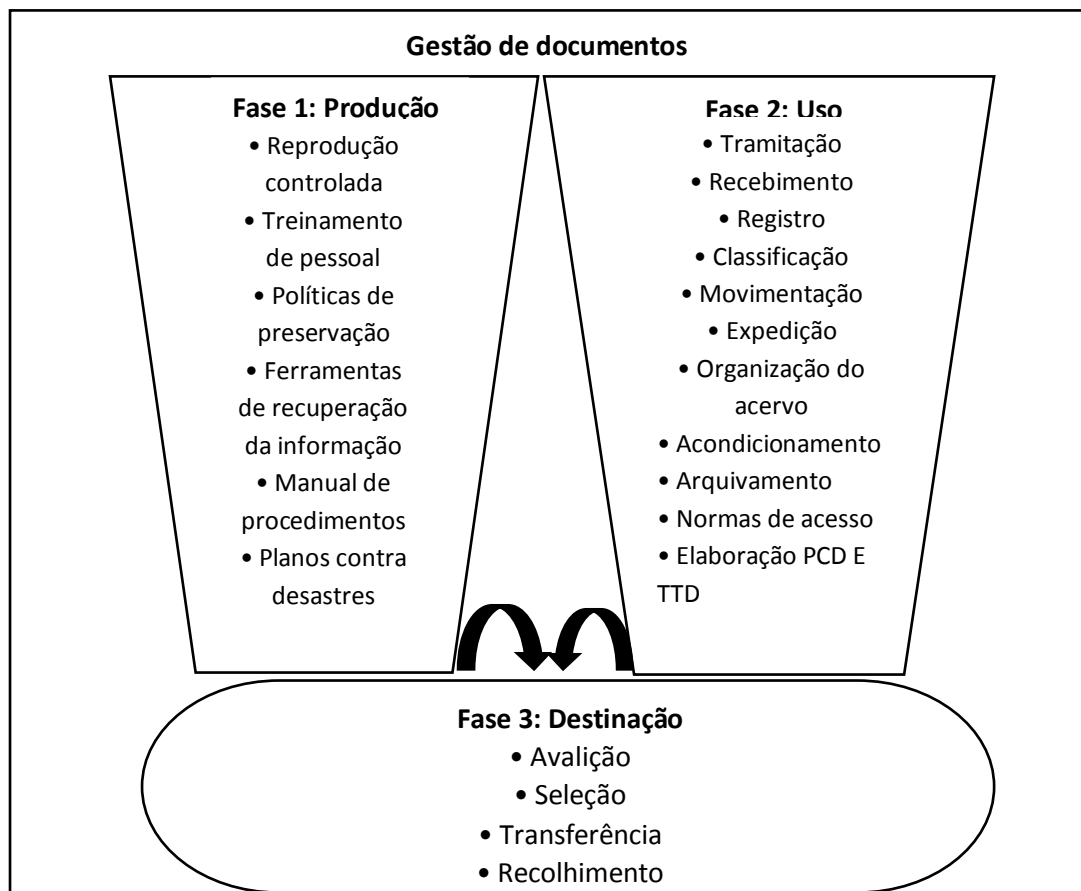 Gestão de documentos
Fase 1: Produção
• Reprodução
controlada
• Treinamento
de pessoal
• Políticas de
preservação
• Ferramentas
de recuperação
da informação
• Manual de
procedimentos
• Planos contra
desastres
Fase 2: Uso
• Tramitação
• Recebimento
• Registro
• Classificação
• Movimentação
• Expedição
• Organização do
acervo
• Acondicionamento
• Arquivamento
• Normas de acesso
• Elaboração PCD E
TTD
Fase 3: Destinação
• Avalição
• Seleção
• Transferência
• Recolhimento